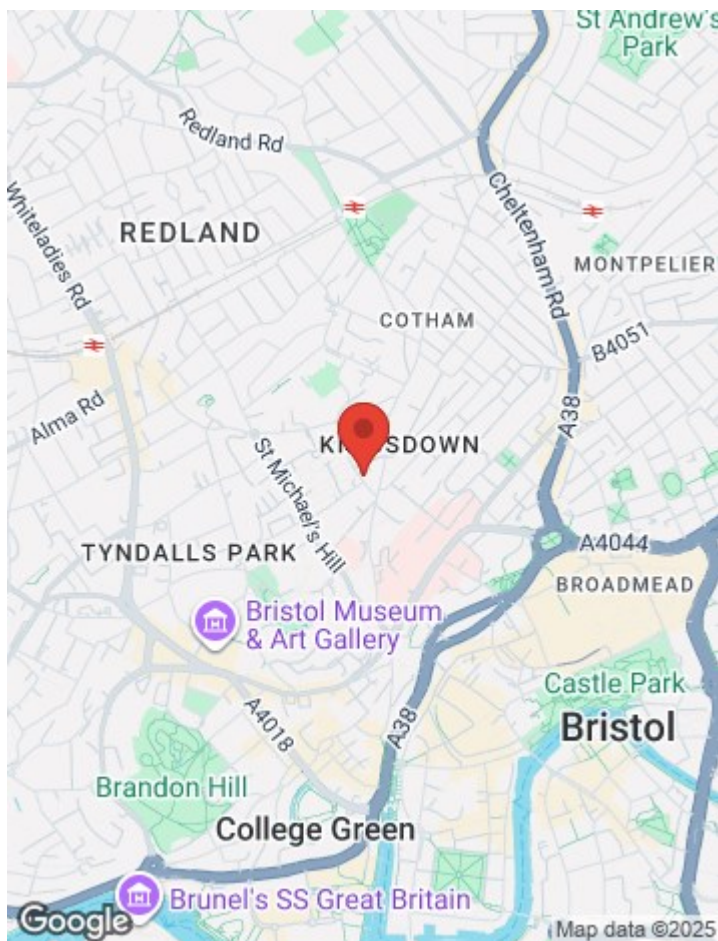 St Andrew's
Park
Redland Rd
Whiteladies Rd
Cheltenham Rd
REDLAND
MONTPELIER
COTHAM
B4051
Alma Rd
A38
St Michael's Hill
TYNDALLS PARK
A4044
BROADMEAD
Bristol Museum
& Art Gallery
Castle Park
A38
Bristol
A4018
Brandon Hill
College Green
Brunel's SS Great Britain
Google
Map data ©2025